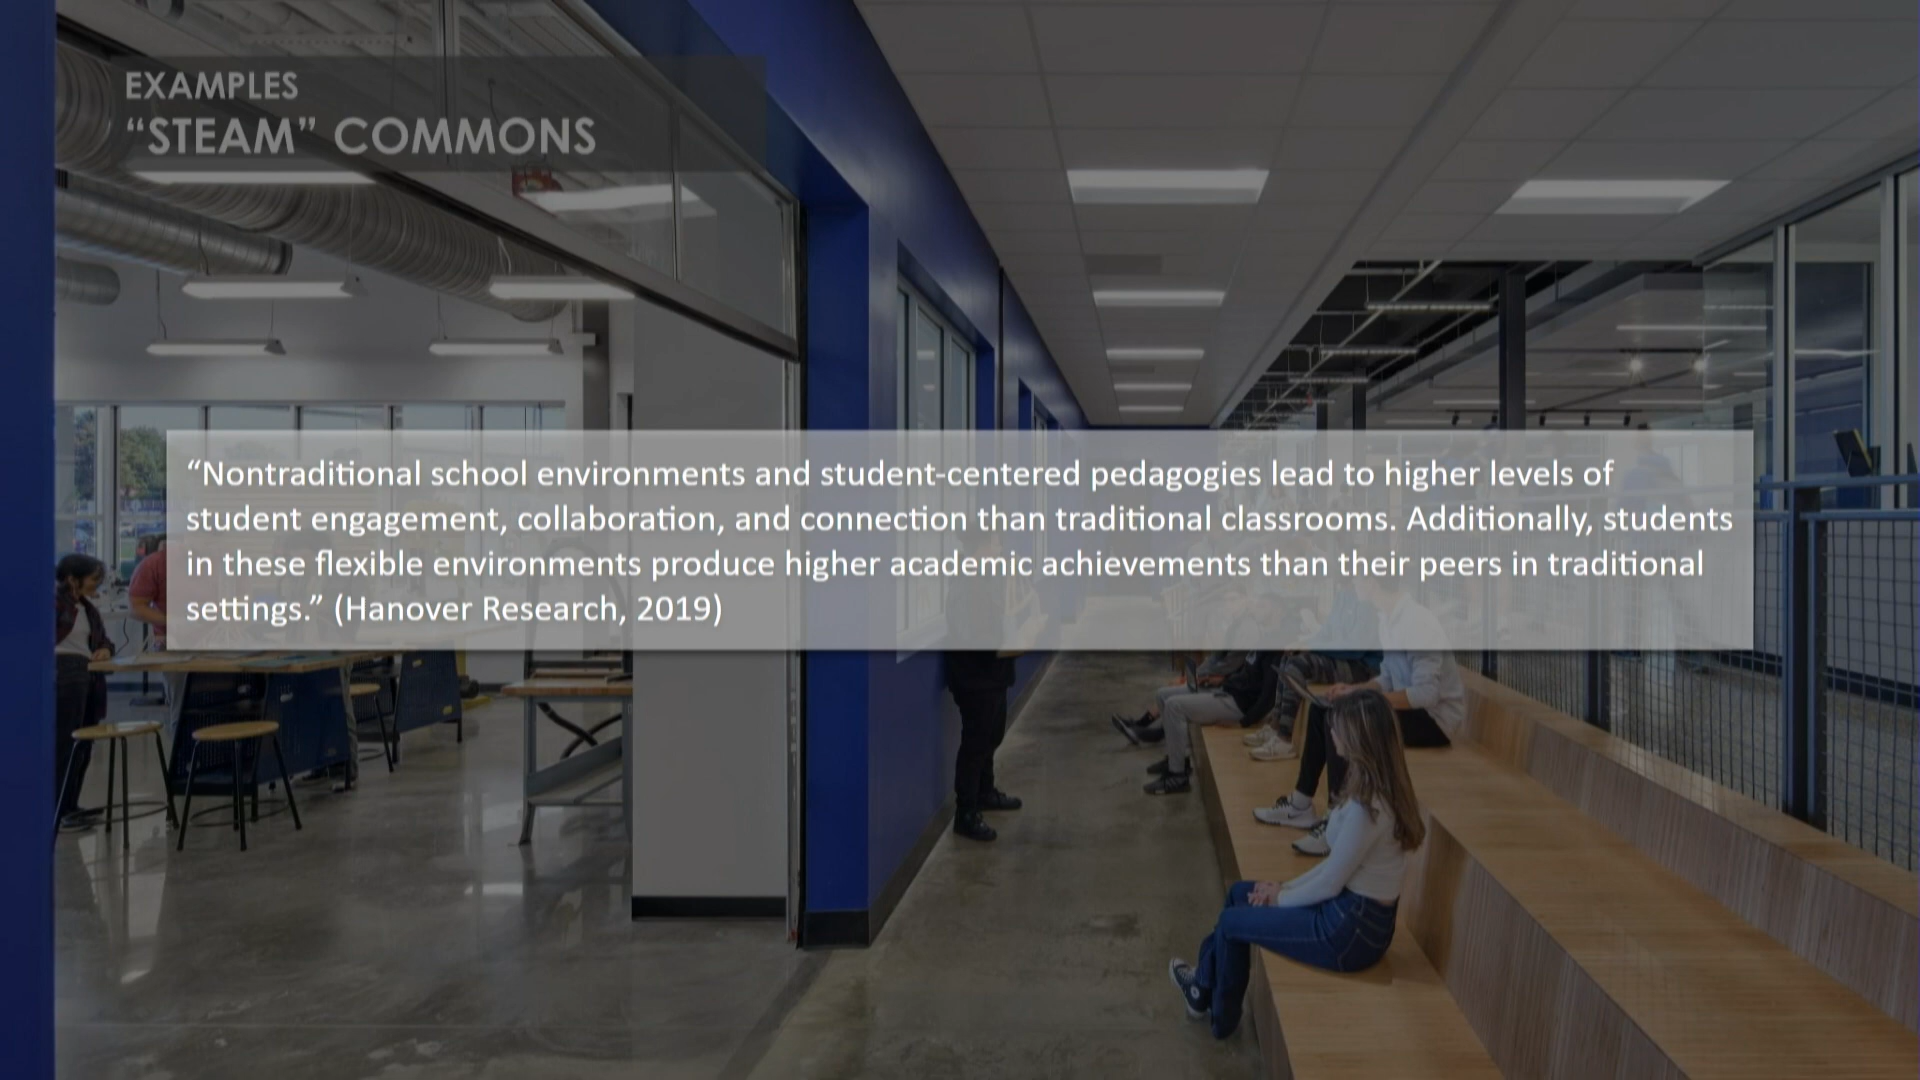 EXAMPLES
“STEAM” COMMONS
“Nontraditional school environments and student-centered pedagogies lead to higher levels of
student engagement, collaboration, and connection than traditional classrooms. Additionally, students
in these flexible environments produce higher academic achievements than their peers in traditional
settings.” (Hanover Research, 2019)